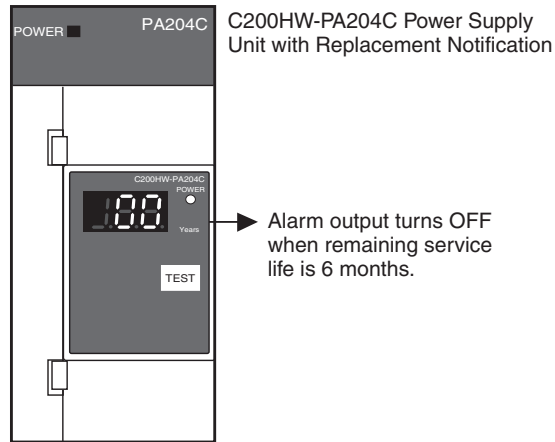 POWER PA204C
C200HW-PA204C Power Supply
Unit with Replacement Notification
C200HW-PA204C
POWER
00
Years
TEST
Alarm output turns OFF
when remaining service
life is 6 months.